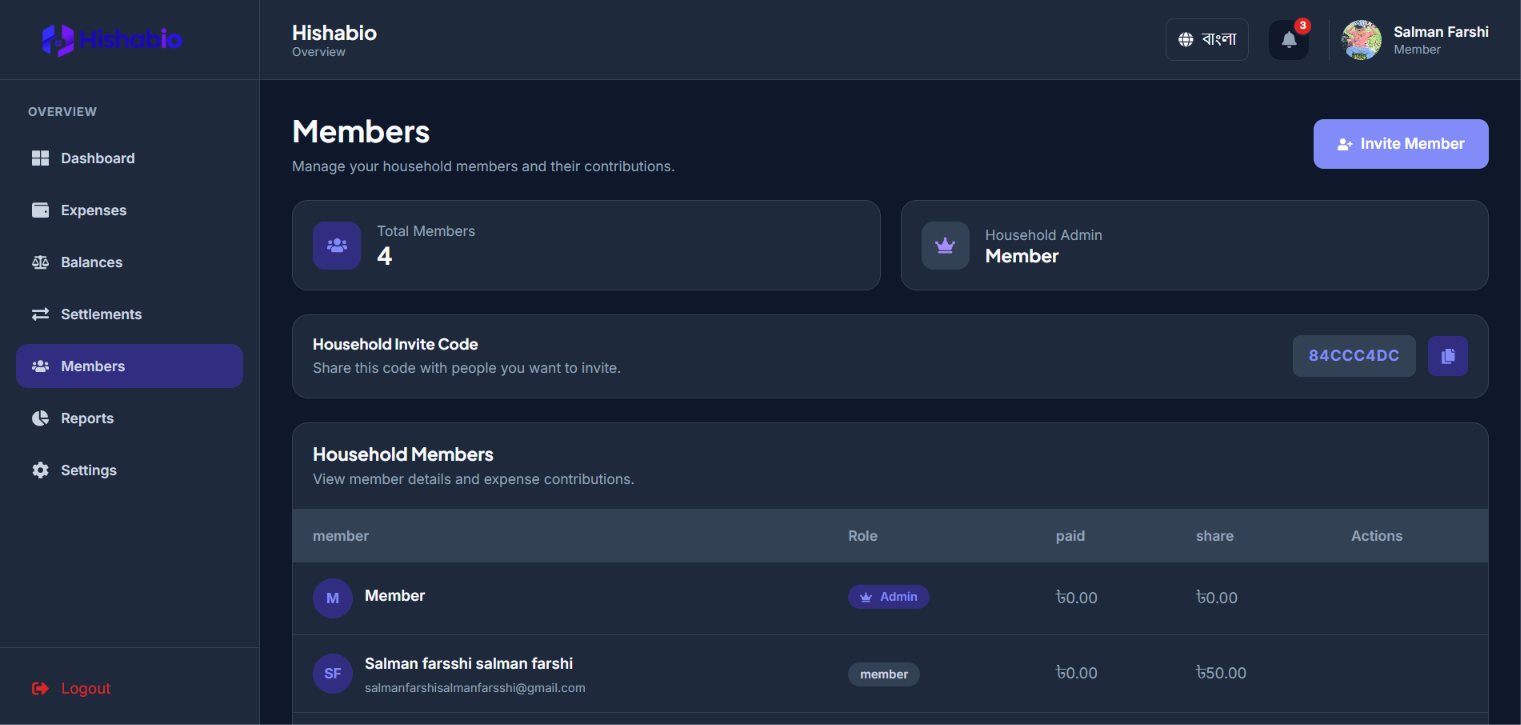 Hishabio
Hishabio
Overview
বাংলা
3
Salman Farshi
Member
OVERVIEW
Dashboard
Expenses
Balances
Settlements
Members
Reports
Settings
Logout
Members
Manage your household members and their contributions.
Invite Member
Total Members
4
Household Admin
Member
Household Invite Code
Share this code with people you want to invite.
84CCC4DC
Household Members
View member details and expense contributions.
member Role paid share Actions
M Member Admin ৳0.00 ৳0.00
SF Salman farsshi salman farshi member ৳0.00 ৳50.00
salmanfarshisalmanfarsshi@gmail.com